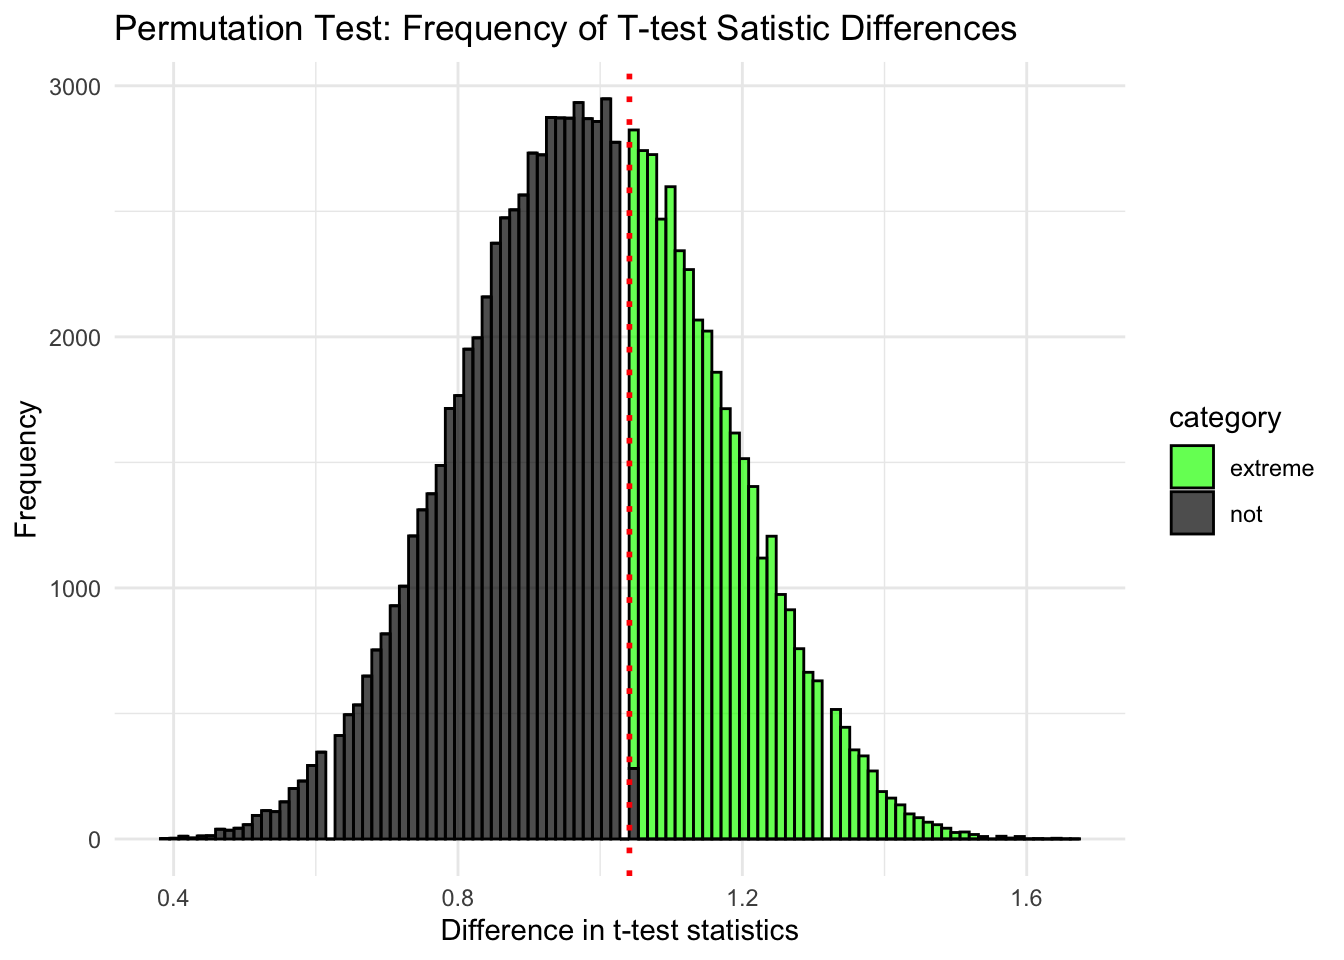 Permutation Test: Frequency of T-test Satistic Differences
3000
2000
1000
0
Frequency
0.4 0.8 1.2 1.6
Difference in t-test statistics
category
extreme
not